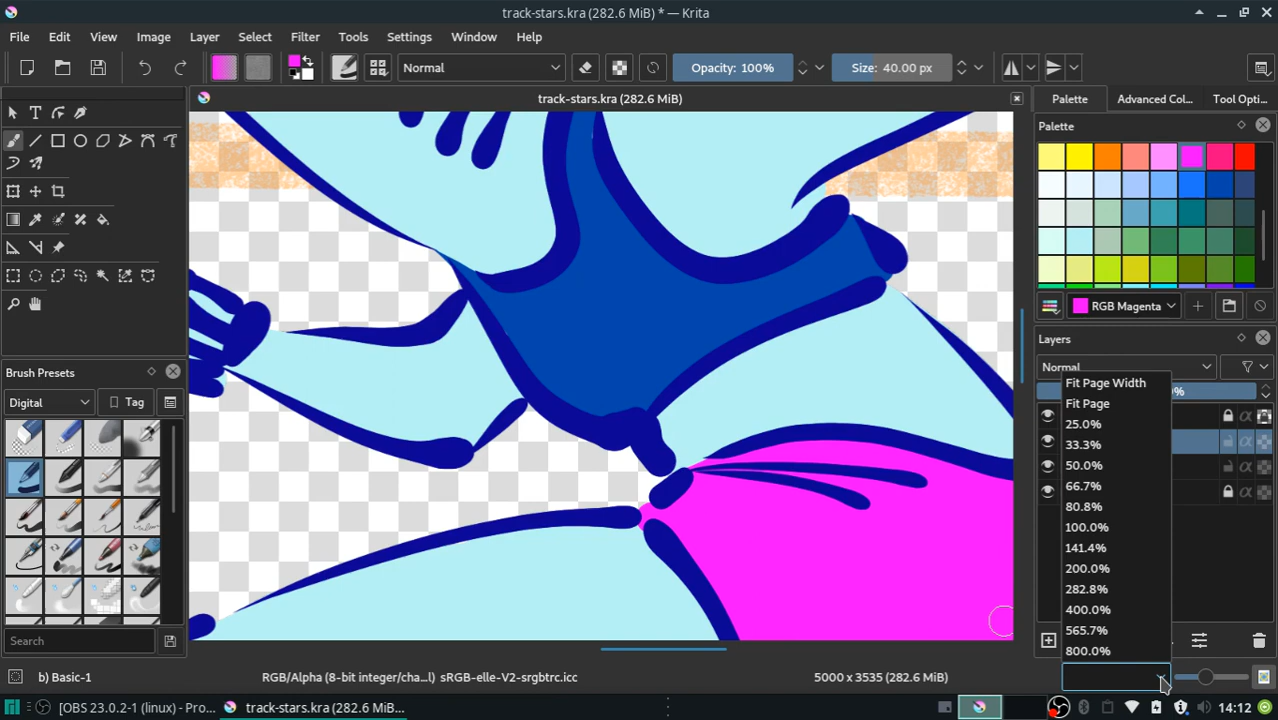 track-stars.kra (282.6 MiB) * — Krita
File Edit View Image Layer Select Filter Tools Settings Window Help
Normal Opacity: 100% Size: 40.00 px
track-stars.kra (282.6 MiB)
Palette Advanced Col... Tool Opti...
Palette
RGB Magenta
Layers
Normal
%
Fit Page Width
Fit Page
25.0%
33.3%
50.0%
66.7%
80.8%
100.0%
141.4%
200.0%
282.8%
400.0%
565.7%
800.0%
Brush Presets
Digital Tag
Search
b) Basic-1 RGB/Alpha (8-bit integer/cha...l) sRGB-elle-V2-srgbtrc.icc 5000 x 3535 (282.6 MiB)
[OBS 23.0.2-1 (linux) - Pro... track-stars.kra (282.6 MiB... 14:12